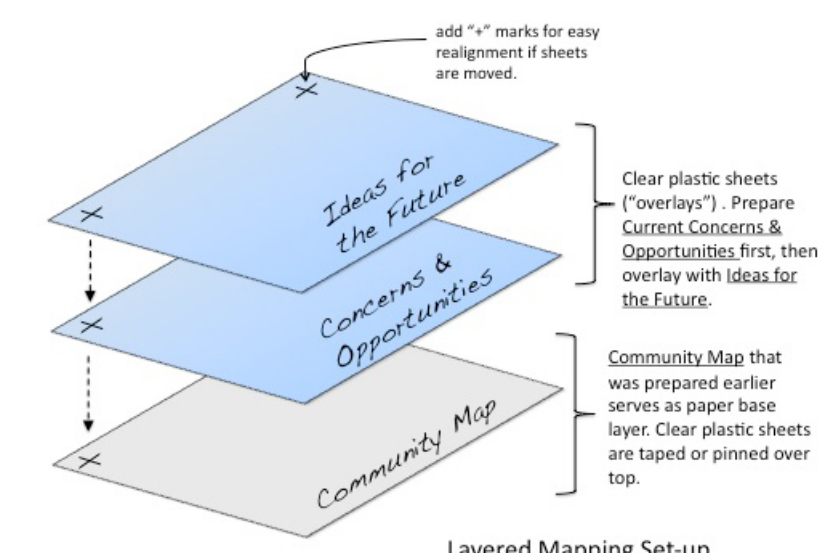 add “+” marks for easy
realignment if sheets
are moved.
Ideas for
the Future
Clear plastic sheets
(“overlays”) . Prepare
Current Concerns &
Opportunities first, then
overlay with Ideas for
the Future.
Concerns &
Opportunities
Community Map that
was prepared earlier
serves as paper base
layer. Clear plastic sheets
are taped or pinned over
top.
Community Map
Layered Mapping Set-up